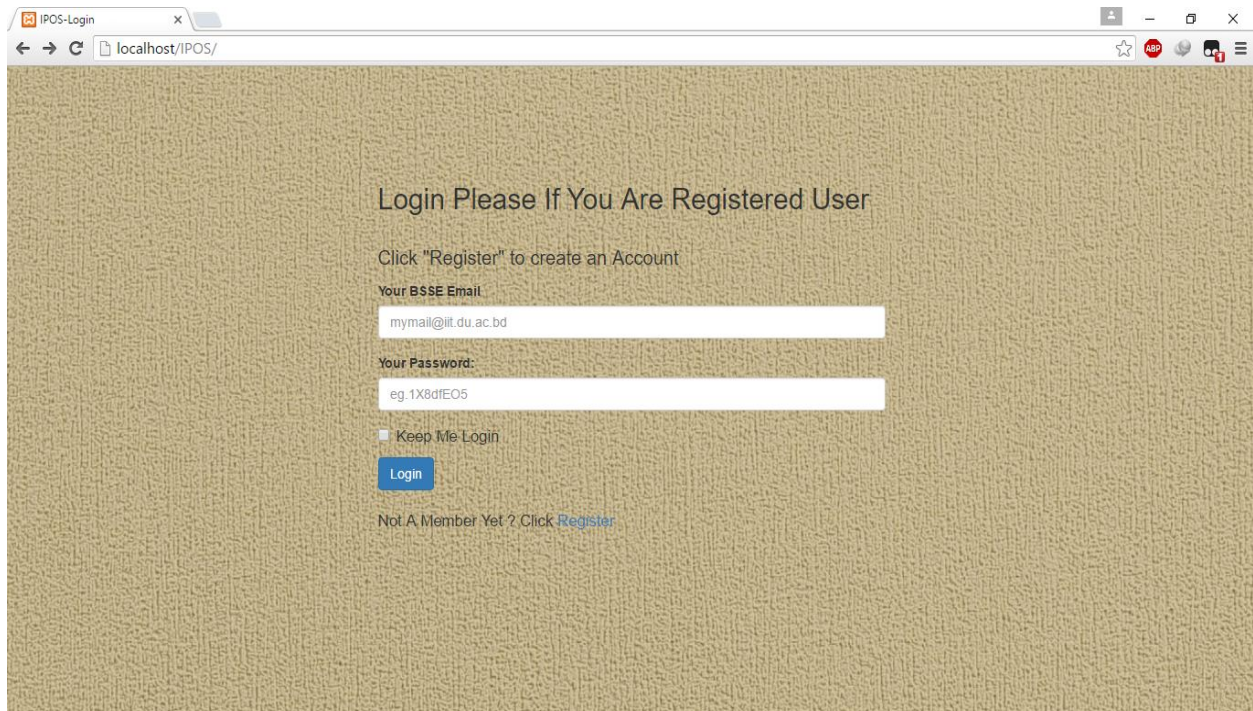 IPOS-Login
localhost/IPOS/
ABP
1
Login Please If You Are Registered User
Click "Register" to create an Account
Your BSSE Email
mymail@iit.du.ac.bd
Your Password:
eg.1X8dfEO5
Keep Me Login
Login
Not A Member Yet ? Click Register